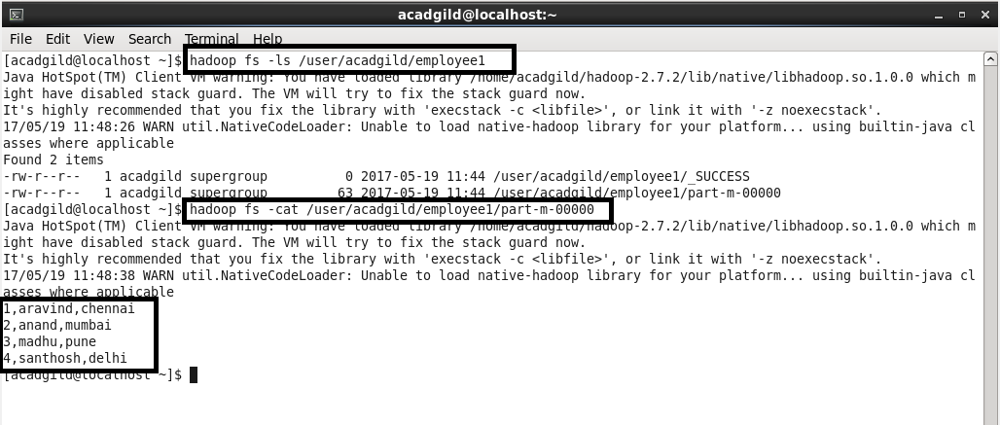 acadgild@localhost:~
File Edit View Search Terminal Help
[acadgild@localhost ~]$ hadoop fs -ls /user/acadgild/employee1
Java HotSpot(TM) Client VM warning: You have loaded library /home/acadgild/hadoop-2.7.2/lib/native/libhadoop.so.1.0.0 which m
ight have disabled stack guard. The VM will try to fix the stack guard now.
It's highly recommended that you fix the library with 'execstack -c <libfile>', or link it with '-z noexecstack'.
17/05/19 11:48:26 WARN util.NativeCodeLoader: Unable to load native-hadoop library for your platform... using builtin-java cl
asses where applicable
Found 2 items
-rw-r--r--   1 acadgild supergroup          0 2017-05-19 11:44 /user/acadgild/employee1/_SUCCESS
-rw-r--r--   1 acadgild supergroup         63 2017-05-19 11:44 /user/acadgild/employee1/part-m-00000
[acadgild@localhost ~]$ hadoop fs -cat /user/acadgild/employee1/part-m-00000
Java HotSpot(TM) Client VM warning: You have loaded library /home/acadgild/hadoop-2.7.2/lib/native/libhadoop.so.1.0.0 which m
ight have disabled stack guard. The VM will try to fix the stack guard now.
It's highly recommended that you fix the library with 'execstack -c <libfile>', or link it with '-z noexecstack'.
17/05/19 11:48:38 WARN util.NativeCodeLoader: Unable to load native-hadoop library for your platform... using builtin-java cl
asses where applicable
1,aravind,chennai
2,anand,mumbai
3,madhu,pune
4,santhosh,delhi
[acadgild@localhost ~]$